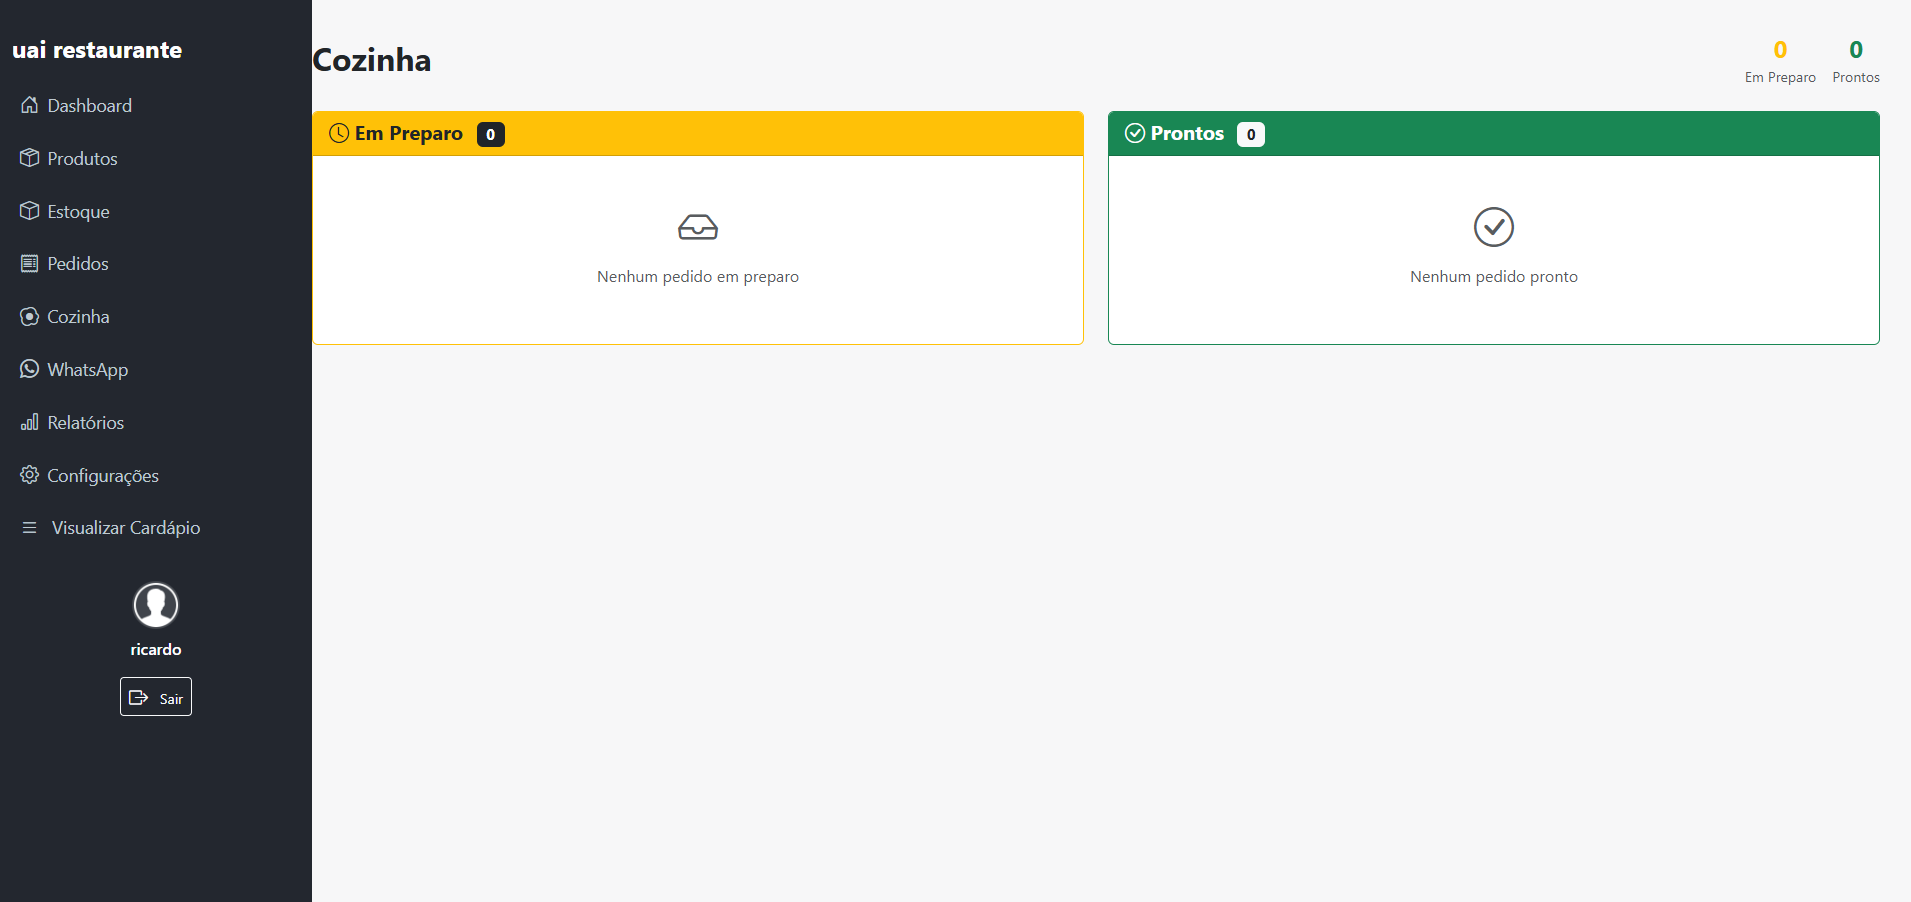 uai restaurante
Dashboard
Produtos
Estoque
Pedidos
Cozinha
WhatsApp
Relatórios
Configurações
Visualizar Cardápio
ricardo
Sair
Cozinha
0
Em Preparo
0
Prontos
Em Preparo 0
Nenhum pedido em preparo
Prontos 0
Nenhum pedido pronto